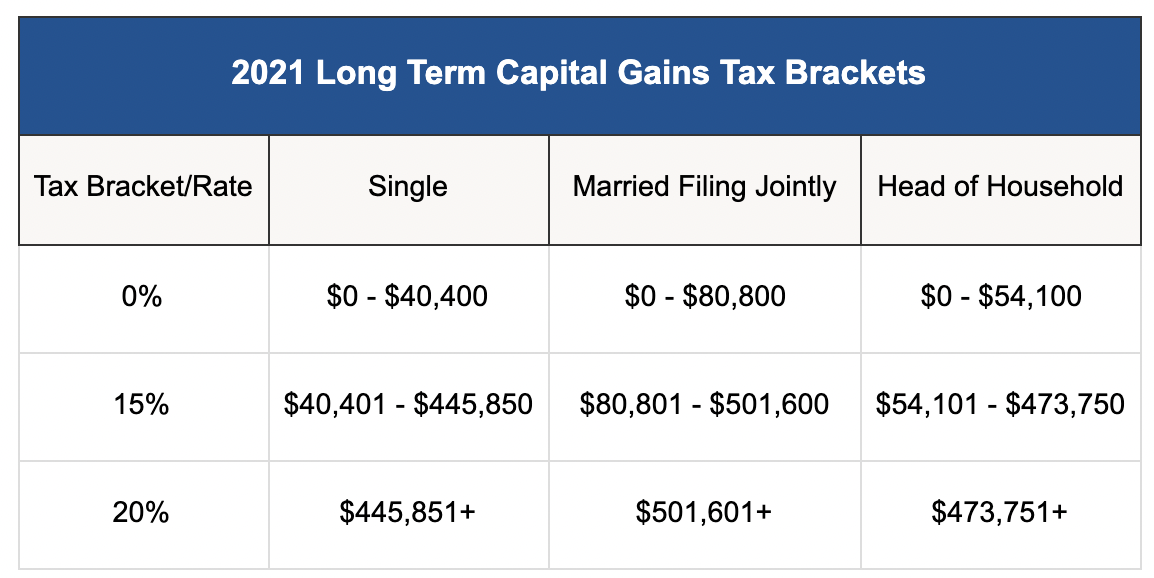 2021 Long Term Capital Gains Tax Brackets
Tax Bracket/Rate Single Married Filing Jointly Head of Household
0% $0 - $40,400 $0 - $80,800 $0 - $54,100
15% $40,401 - $445,850 $80,801 - $501,600 $54,101 - $473,750
20% $445,851+ $501,601+ $473,751+